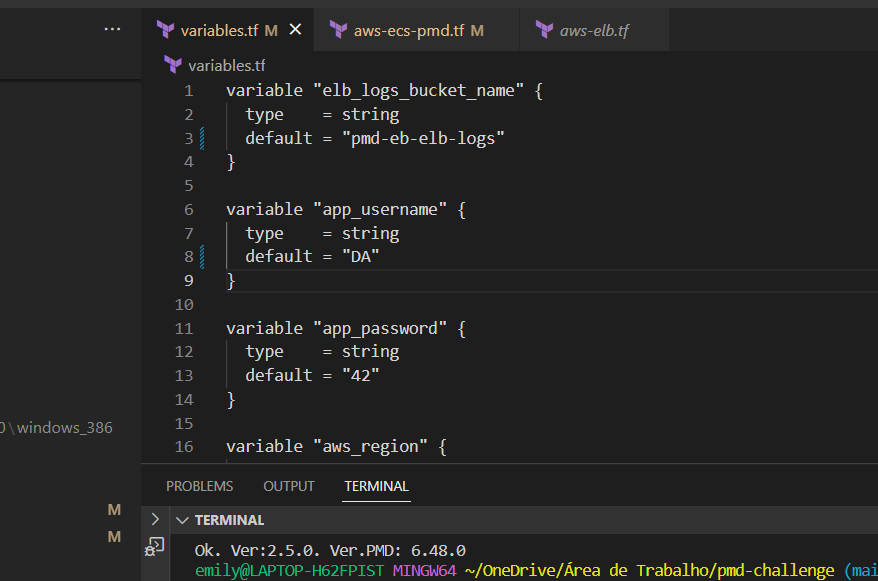 ··· variables.tf M × aws-ecs-pmd.tf M aws-elb.tf
variables.tf
1 variable "elb_logs_bucket_name" {
2 type = string
3 default = "pmd-eb-elb-logs"
4 }
5
6 variable "app_username" {
7 type = string
8 default = "DA"
9 }
10
11 variable "app_password" {
12 type = string
13 default = "42"
14 }
15
0\windows_386
16 variable "aws_region" {
PROBLEMS OUTPUT TERMINAL
M
TERMINAL
M
Ok. Ver:2.5.0. Ver.PMD: 6.48.0
emily@LAPTOP-H62FPIST MINGW64 ~/OneDrive/Área de Trabalho/pmd-challenge (mai